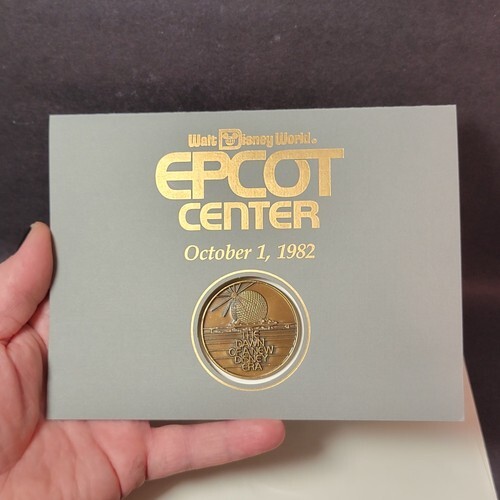 Walt Disney World®
EPCOT
CENTER
October 1, 1982
THE
DAWN
OF A NEW
DISNEY
ERA